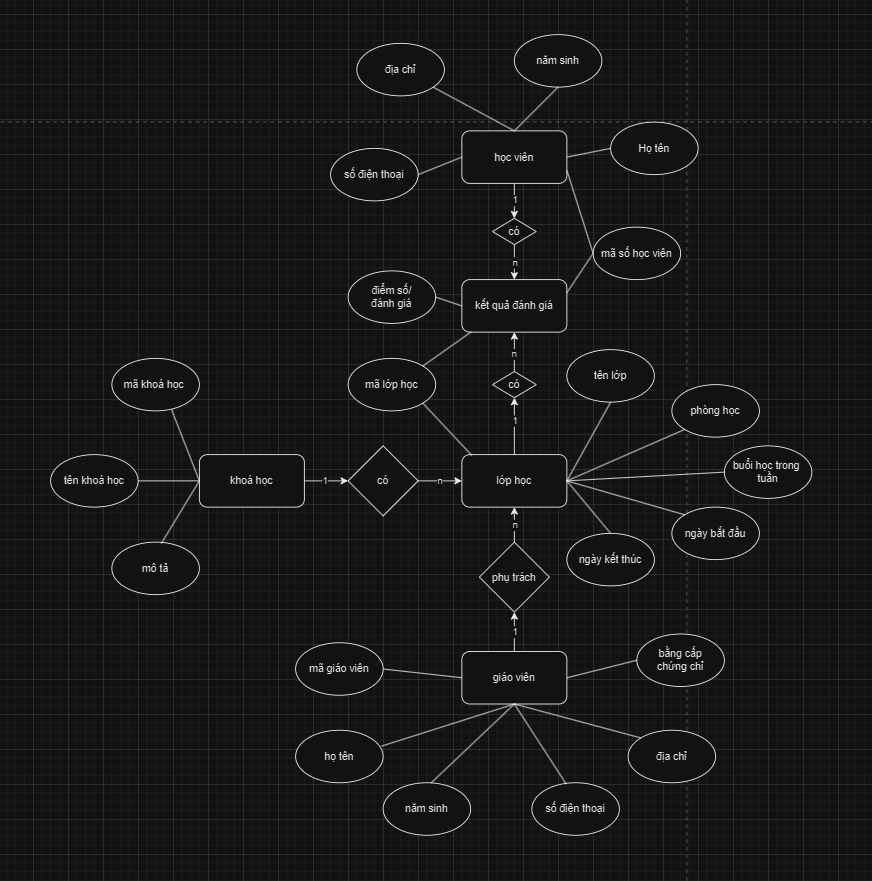 địa chỉ
năm sinh
học viên
Họ tên
số điện thoại
1
có
n
mã số học viên
điểm số/
đánh giá
kết quả đánh giá
n
mã lớp học
có
1
tên lớp
mã khoá học
phòng học
tên khoá học
khoá học
1
có
n
lớp học
buổi học trong
tuần
mô tả
n
ngày bắt đầu
ngày kết thúc
phụ trách
1
mã giáo viên
giáo viên
bằng cấp
chứng chỉ
họ tên
địa chỉ
năm sinh
số điện thoại